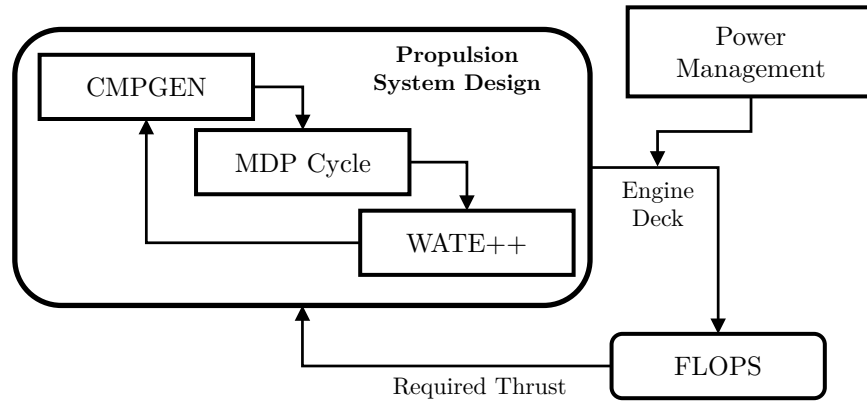 Propulsion
System Design
CMPGEN
MDP Cycle
WATE++
Power
Management
Engine
Deck
FLOPS
Required Thrust